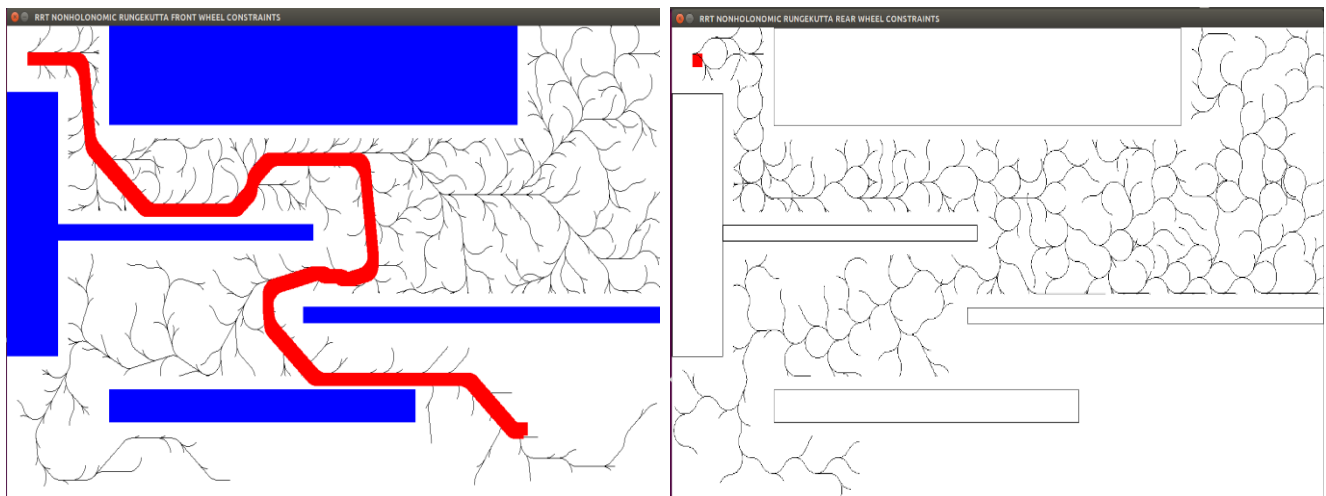 RRT NONHOLONOMIC RUNGEKUTTA FRONT WHEEL CONSTRAINTS
RRT NONHOLONOMIC RUNGEKUTTA REAR WHEEL CONSTRAINTS